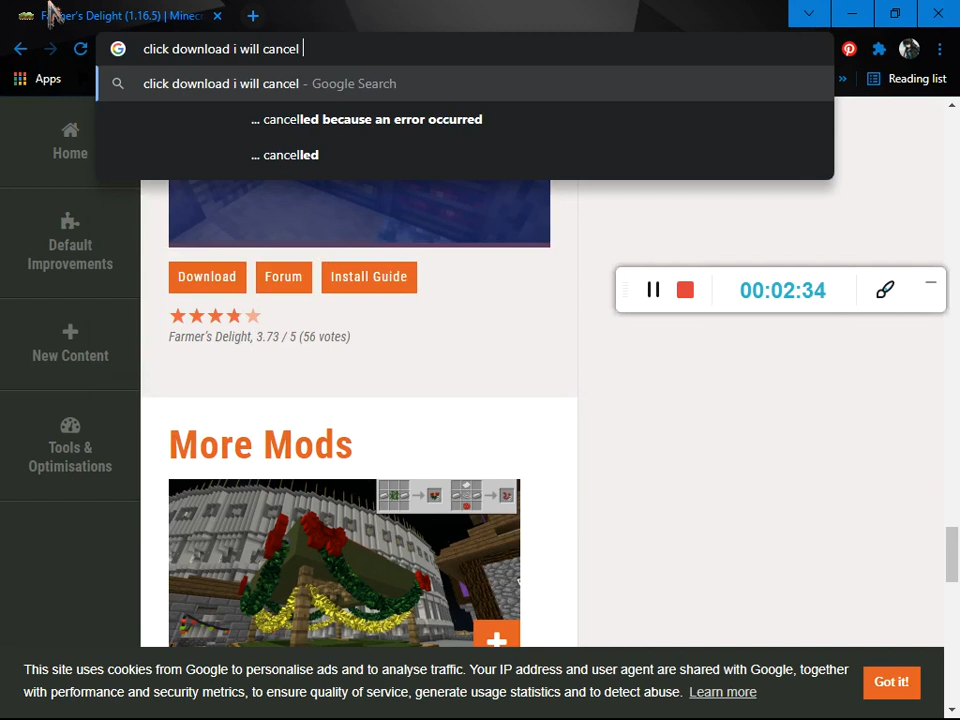 Farmer's Delight (1.16.5) | Minec
click download i will cancel
Apps
Reading list
click download i will cancel - Google Search
... cancelled because an error occurred
... cancelled
Home
Default
Improvements
New Content
Tools &
Optimisations
Download Forum Install Guide
00:02:34
Farmer's Delight, 3.73 / 5 (56 votes)
More Mods
This site uses cookies from Google to personalise ads and to analyse traffic. Your IP address and user agent are shared with Google, together
with performance and security metrics, to ensure quality of service, generate usage statistics and to detect abuse. Learn more
Got it!